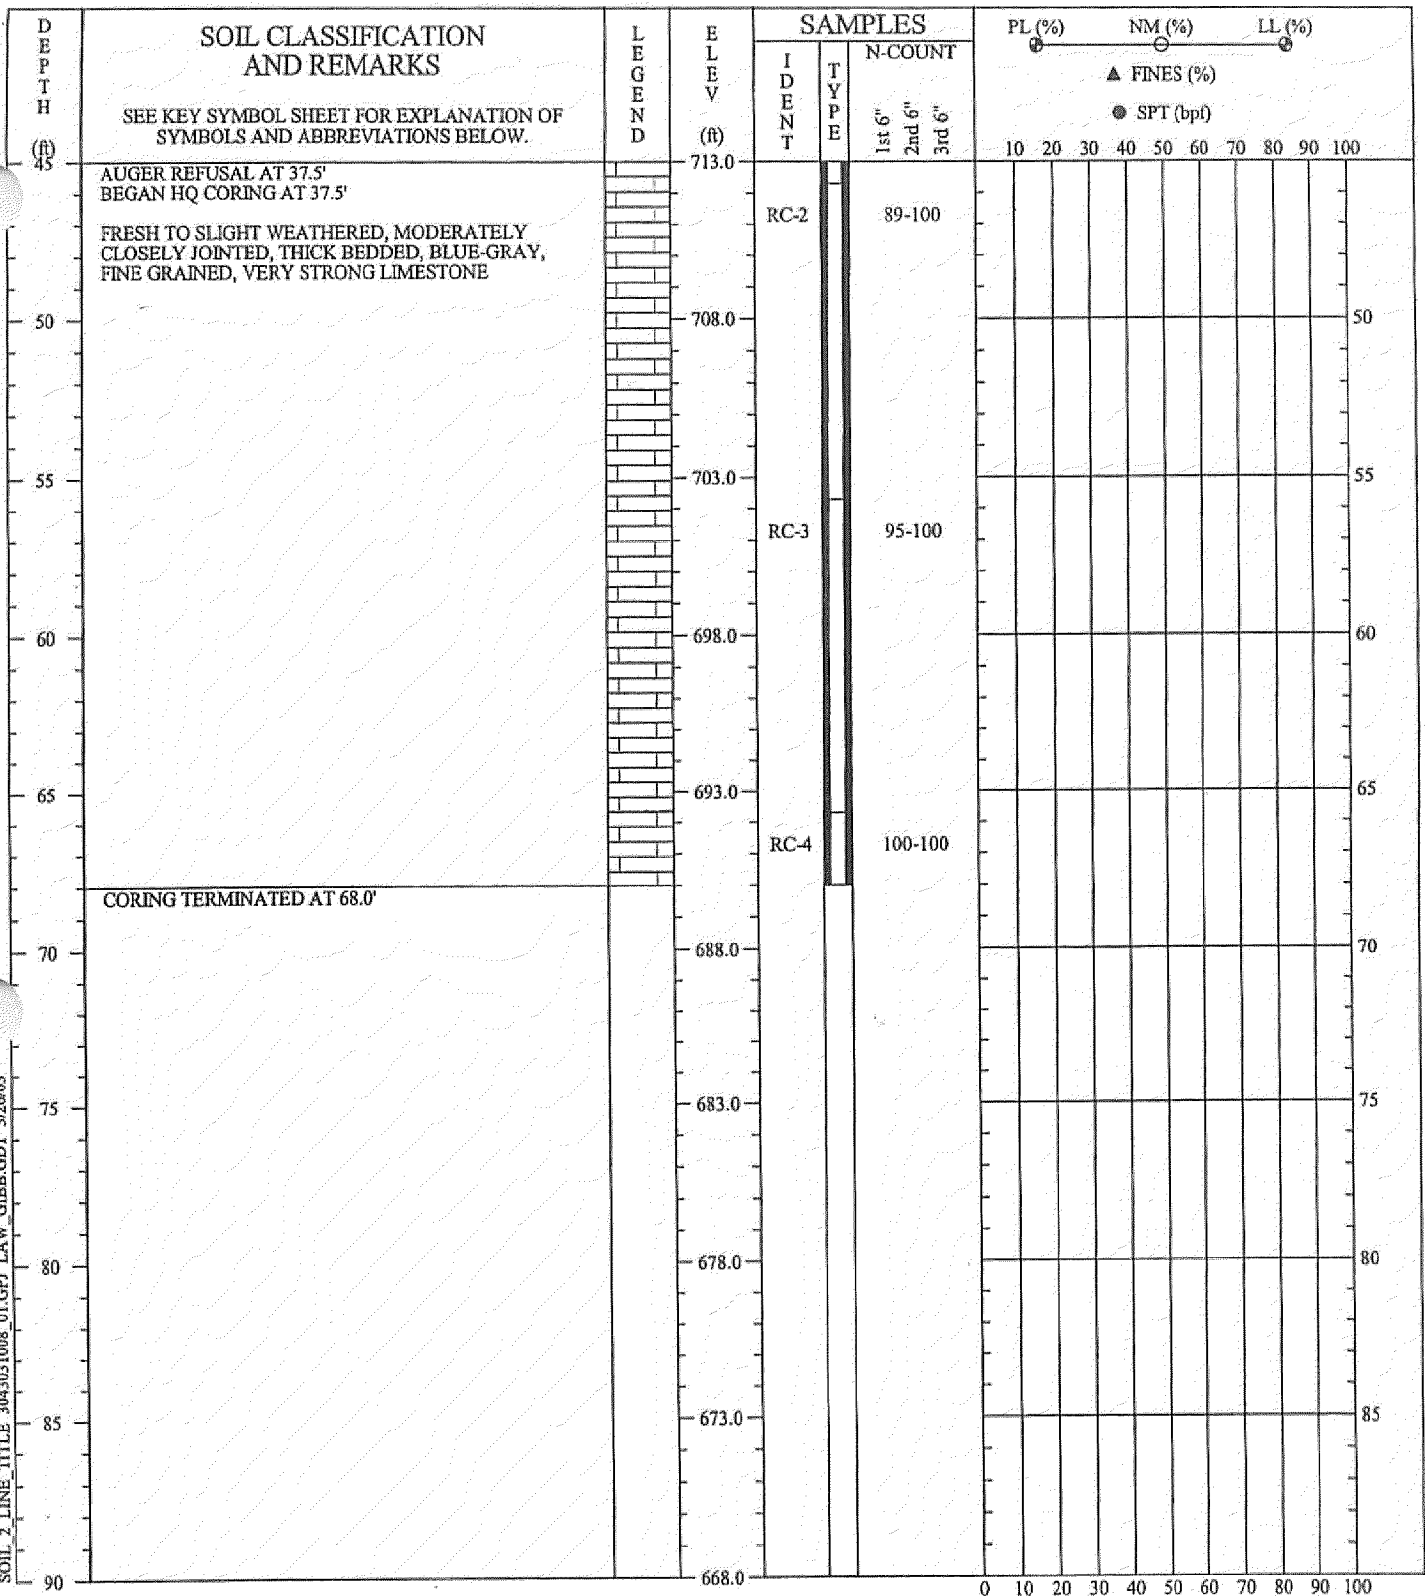 DEPTH (ft)
SOIL CLASSIFICATION
AND REMARKS
SEE KEY SYMBOL SHEET FOR EXPLANATION OF
SYMBOLS AND ABBREVIATIONS BELOW.
LEGEND
ELEV (ft)
SAMPLES
IDENT
TYPE
N-COUNT
1st 6"
2nd 6"
3rd 6"
PL (%) NM (%) LL (%)
▲ FINES (%)
● SPT (bpf)
10 20 30 40 50 60 70 80 90 100
45
AUGER REFUSAL AT 37.5'
BEGAN HQ CORING AT 37.5'
FRESH TO SLIGHT WEATHERED, MODERATELY
CLOSELY JOINTED, THICK BEDDED, BLUE-GRAY,
FINE GRAINED, VERY STRONG LIMESTONE
713.0
RC-2 89-100
50 708.0 50
55 703.0 55
RC-3 95-100
60 698.0 60
65 693.0 65
RC-4 100-100
CORING TERMINATED AT 68.0'
70 688.0 70
75 683.0 75
80 678.0 80
85 673.0 85
90 668.0
0 10 20 30 40 50 60 70 80 90 100